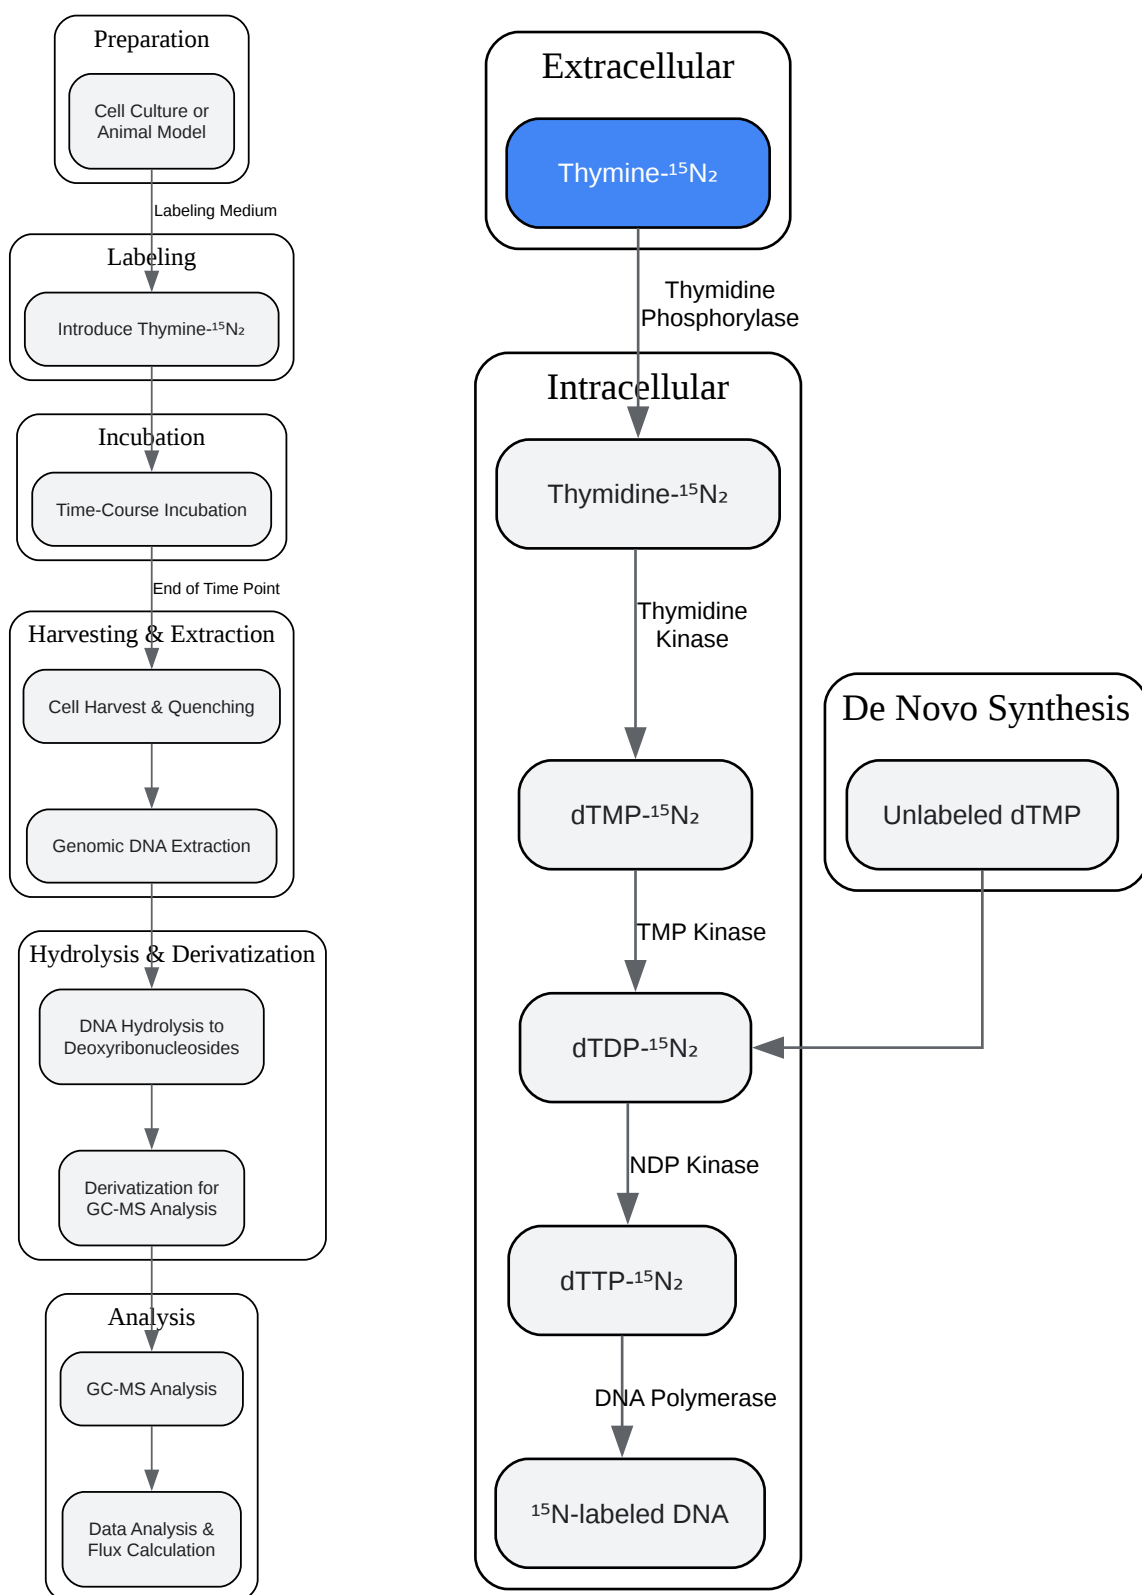 Preparation
Cell Culture or
Animal Model
Labeling Medium
Labeling
Introduce Thymine-¹⁵N₂
Incubation
Time-Course Incubation
End of Time Point
Harvesting & Extraction
Cell Harvest & Quenching
Genomic DNA Extraction
Hydrolysis & Derivatization
DNA Hydrolysis to
Deoxyribonucleosides
Derivatization for
GC-MS Analysis
Analysis
GC-MS Analysis
Data Analysis &
Flux Calculation
Extracellular
Thymine-¹⁵N₂
Thymidine
Phosphorylase
Intracellular
Thymidine-¹⁵N₂
Thymidine
Kinase
dTMP-¹⁵N₂
TMP Kinase
dTDP-¹⁵N₂
NDP Kinase
dTTP-¹⁵N₂
DNA Polymerase
¹⁵N-labeled DNA
De Novo Synthesis
Unlabeled dTMP